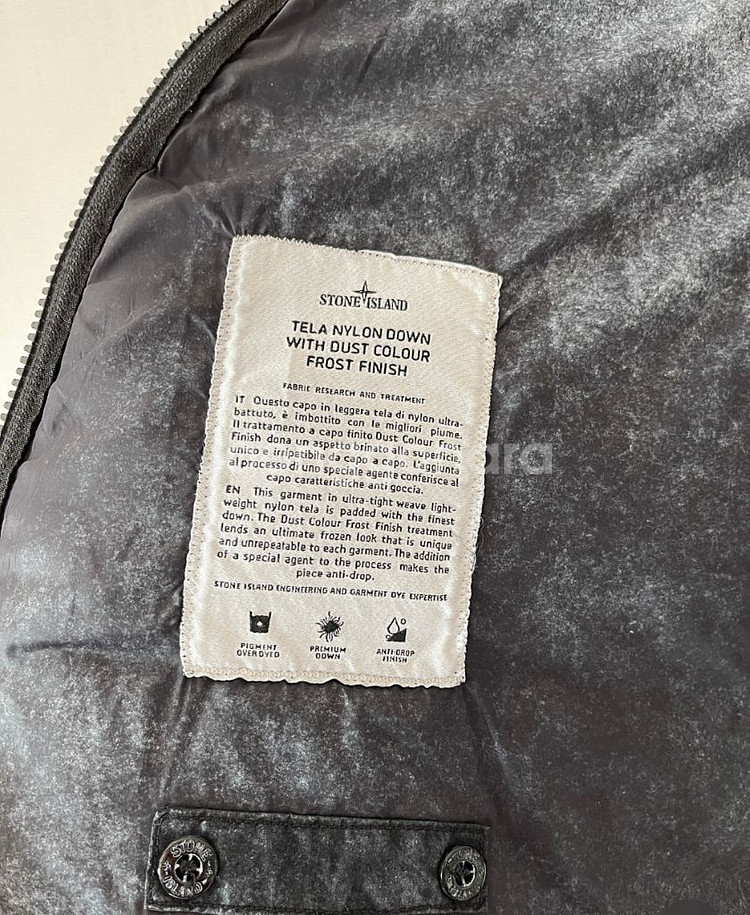 STONE ISLAND
TELA NYLON DOWN
WITH DUST COLOUR
FROST FINISH
FABRIC RESEARCH AND TREATMENT
IT Questo capo in leggera tela di nylon ultra-
battuto, è imbottito con le migliori piume.
Il trattamento a capo finito Dust Colour Frost
Finish dona un aspetto brinato alla superficie,
unico e irripetibile da capo a capo. L'aggiunta
al processo di uno speciale agente conferisce al
capo caratteristiche anti goccia.
EN This garment in ultra-tight weave light-
weight nylon tela is padded with the finest
down. The Dust Colour Frost Finish treatment
lends an ultimate frozen look that is unique
and unrepeatable to each garment. The addition
of a special agent to the process makes the
piece anti-drop.
STONE ISLAND ENGINEERING AND GARMENT DYE EXPERTISE
PIGMENT
OVERDYED
PREMIUM
DOWN
ANTI-DROP
FINISH
STONE
ISLAND